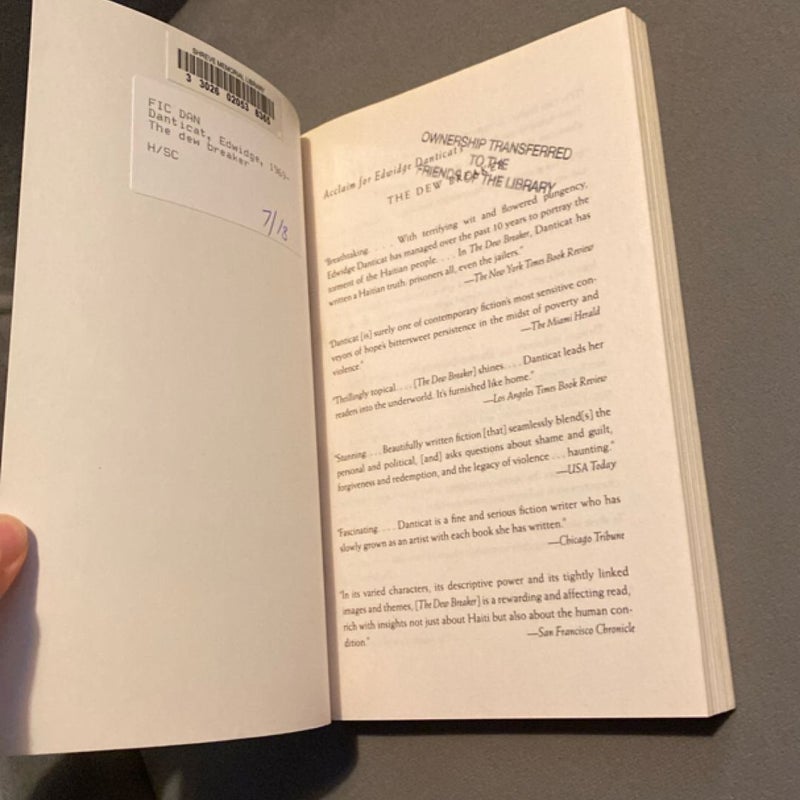 SHREVE MEMORIAL LIBRARY
3 3026 02053 8365
FIC DAN
Danticat, Edwidge, 1969-
The dew breaker
H/SC
7/18
OWNERSHIP TRANSFERRED
TO THE
FRIENDS OF THE LIBRARY
Acclaim for Edwidge Danticat's
THE DEW BREAKER
"Breathtaking. . . . With terrifying wit and flowered pungency,
Edwidge Danticat has managed over the past 10 years to portray the
torment of the Haitian people. . . . In The Dew Breaker, Danticat has
written a Haitian truth: prisoners all, even the jailers."
—The New York Times Book Review
"Danticat [is] surely one of contemporary fiction's most sensitive con-
veyors of hope's bittersweet persistence in the midst of poverty and
violence."
—The Miami Herald
"Thrillingly topical. . . . [The Dew Breaker] shines. . . . Danticat leads her
readers into the underworld. It's furnished like home."
—Los Angeles Times Book Review
"Stunning. . . . Beautifully written fiction [that] seamlessly blend[s] the
personal and political, [and] asks questions about shame and guilt,
forgiveness and redemption, and the legacy of violence . . . haunting."
—USA Today
"Fascinating. . . . Danticat is a fine and serious fiction writer who has
slowly grown as an artist with each book she has written."
—Chicago Tribune
"In its varied characters, its descriptive power and its tightly linked
images and themes, [The Dew Breaker] is a rewarding and affecting read,
rich with insights not just about Haiti but also about the human con-
dition."
—San Francisco Chronicle